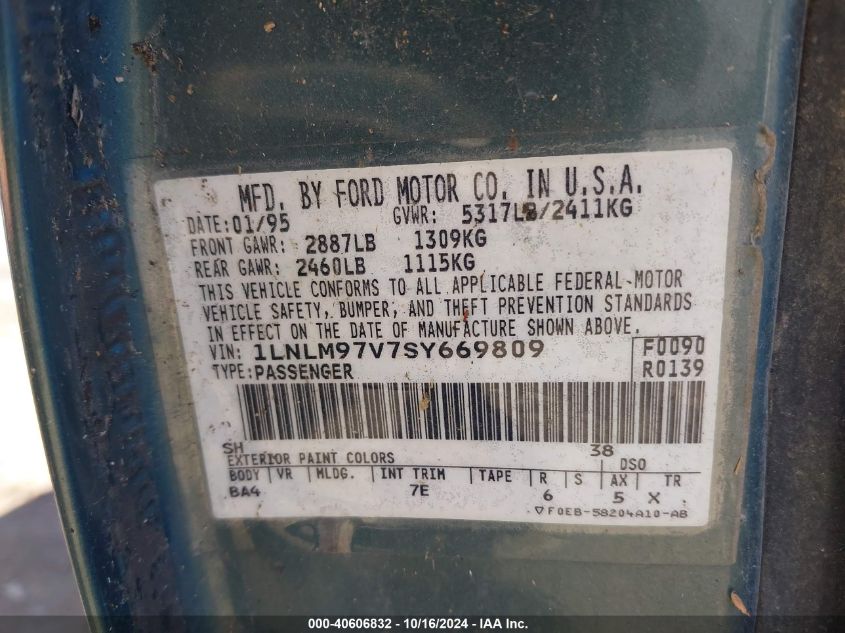 MFD. BY FORD MOTOR CO. IN U.S.A.
DATE: 01/95 GVWR: 5317LB/2411KG
FRONT GAWR: 2887LB 1309KG
REAR GAWR: 2460LB 1115KG
THIS VEHICLE CONFORMS TO ALL APPLICABLE FEDERAL MOTOR
VEHICLE SAFETY, BUMPER, AND THEFT PREVENTION STANDARDS
IN EFFECT ON THE DATE OF MANUFACTURE SHOWN ABOVE.
VIN: 1LNLM97V7SY669809 F0090
TYPE: PASSENGER R0139
SH 38
EXTERIOR PAINT COLORS DSO
BODY VR MLDG. INT TRIM TAPE R S AX TR
BA4 7E 6 5 X
▽ F0EB-58204A10-AB
000-40606832 - 10/16/2024 - IAA Inc.